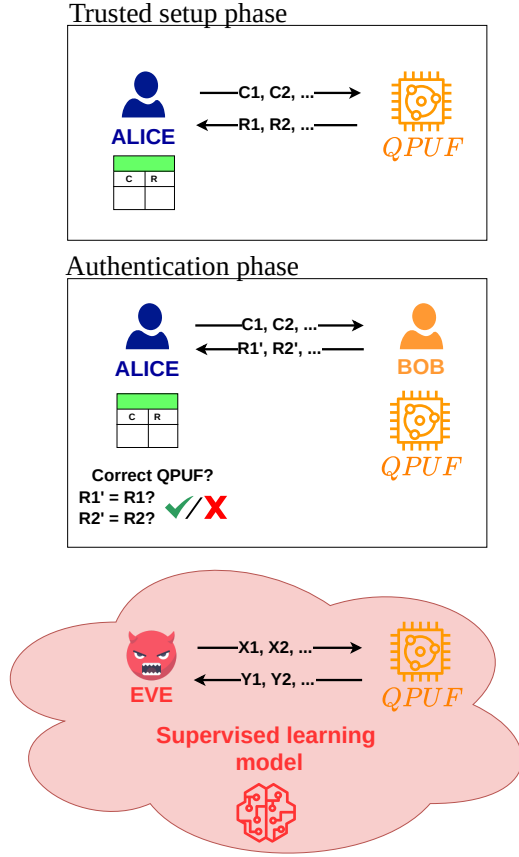 Trusted setup phase
C1, C2, ...
R1, R2, ...
ALICE
QPUF
C R
Authentication phase
C1, C2, ...
R1', R2', ...
ALICE
BOB
C R
QPUF
Correct QPUF?
R1' = R1?
R2' = R2?
/
X1, X2, ...
Y1, Y2, ...
EVE
QPUF
Supervised learning
model